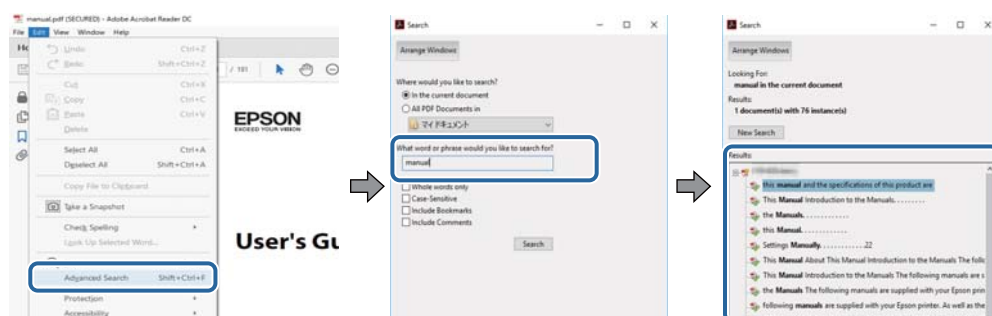 manual.pdf (SECURED) - Adobe Acrobat Reader DC
File Edit View Window Help
Undo Ctrl+Z
Redo Shift+Ctrl+Z
Cut Ctrl+X
Copy Ctrl+C
Paste Ctrl+V
Delete
Select All Ctrl+A
Deselect All Shift+Ctrl+A
Copy File to Clipboard
Take a Snapshot
Check Spelling
Look Up Selected Word...
Advanced Search Shift+Ctrl+F
Protection
Accessibility
/ 191
EPSON
EXCEED YOUR VISION
User's Gu
Search
Arrange Windows
Where would you like to search?
In the current document
All PDF Documents in
マイドキュメント
What word or phrase would you like to search for?
manual
Whole words only
Case-Sensitive
Include Bookmarks
Include Comments
Search
Search
Arrange Windows
Looking For:
manual in the current document
Results:
1 document(s) with 76 instance(s)
New Search
Results:
this manual and the specifications of this product are
This Manual Introduction to the Manuals. . . . . . . . .
the Manuals. . . . . . . . . . . . .
this Manual. . . . . . . . . . . . .
Settings Manually. . . . . . . . . . . . .22
This Manual About This Manual Introduction to the Manuals The follo
This Manual Introduction to the Manuals The following manuals are s
the Manuals The following manuals are supplied with your Epson prin
following manuals are supplied with your Epson printer. As well as the